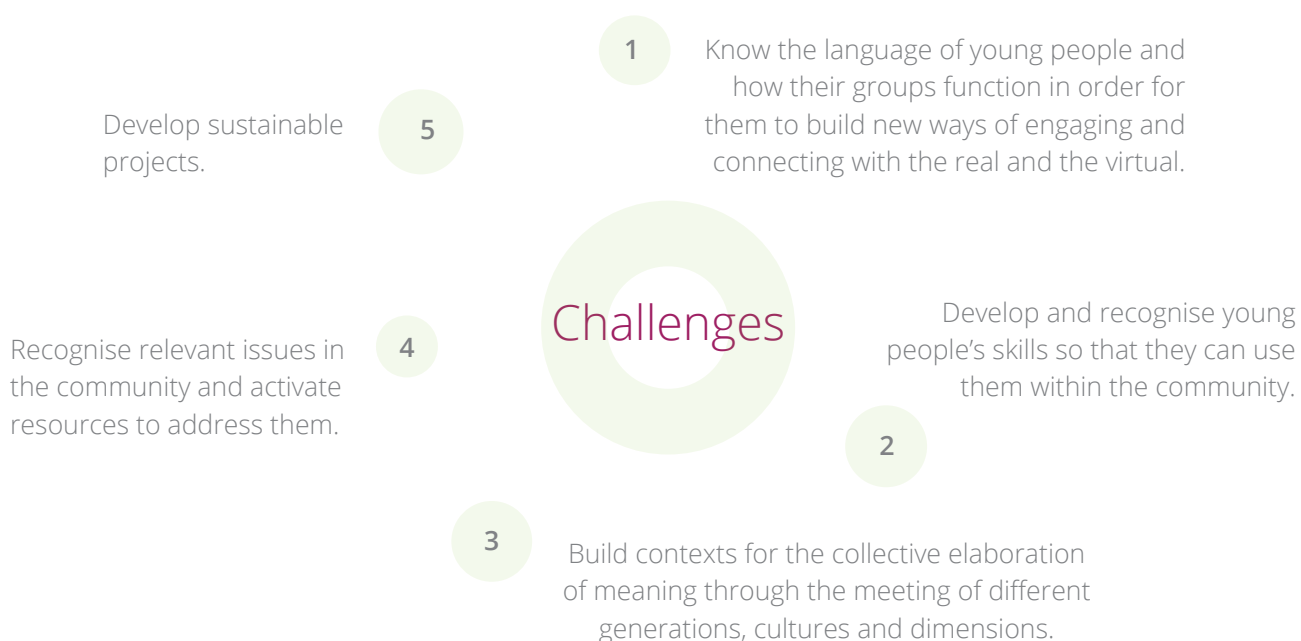 Challenges
1
Know the language of young people and
how their groups function in order for
them to build new ways of engaging and
connecting with the real and the virtual.
2
Develop and recognise young
people’s skills so that they can use
them within the community.
3
Build contexts for the collective elaboration
of meaning through the meeting of different
generations, cultures and dimensions.
4
Recognise relevant issues in
the community and activate
resources to address them.
5
Develop sustainable
projects.